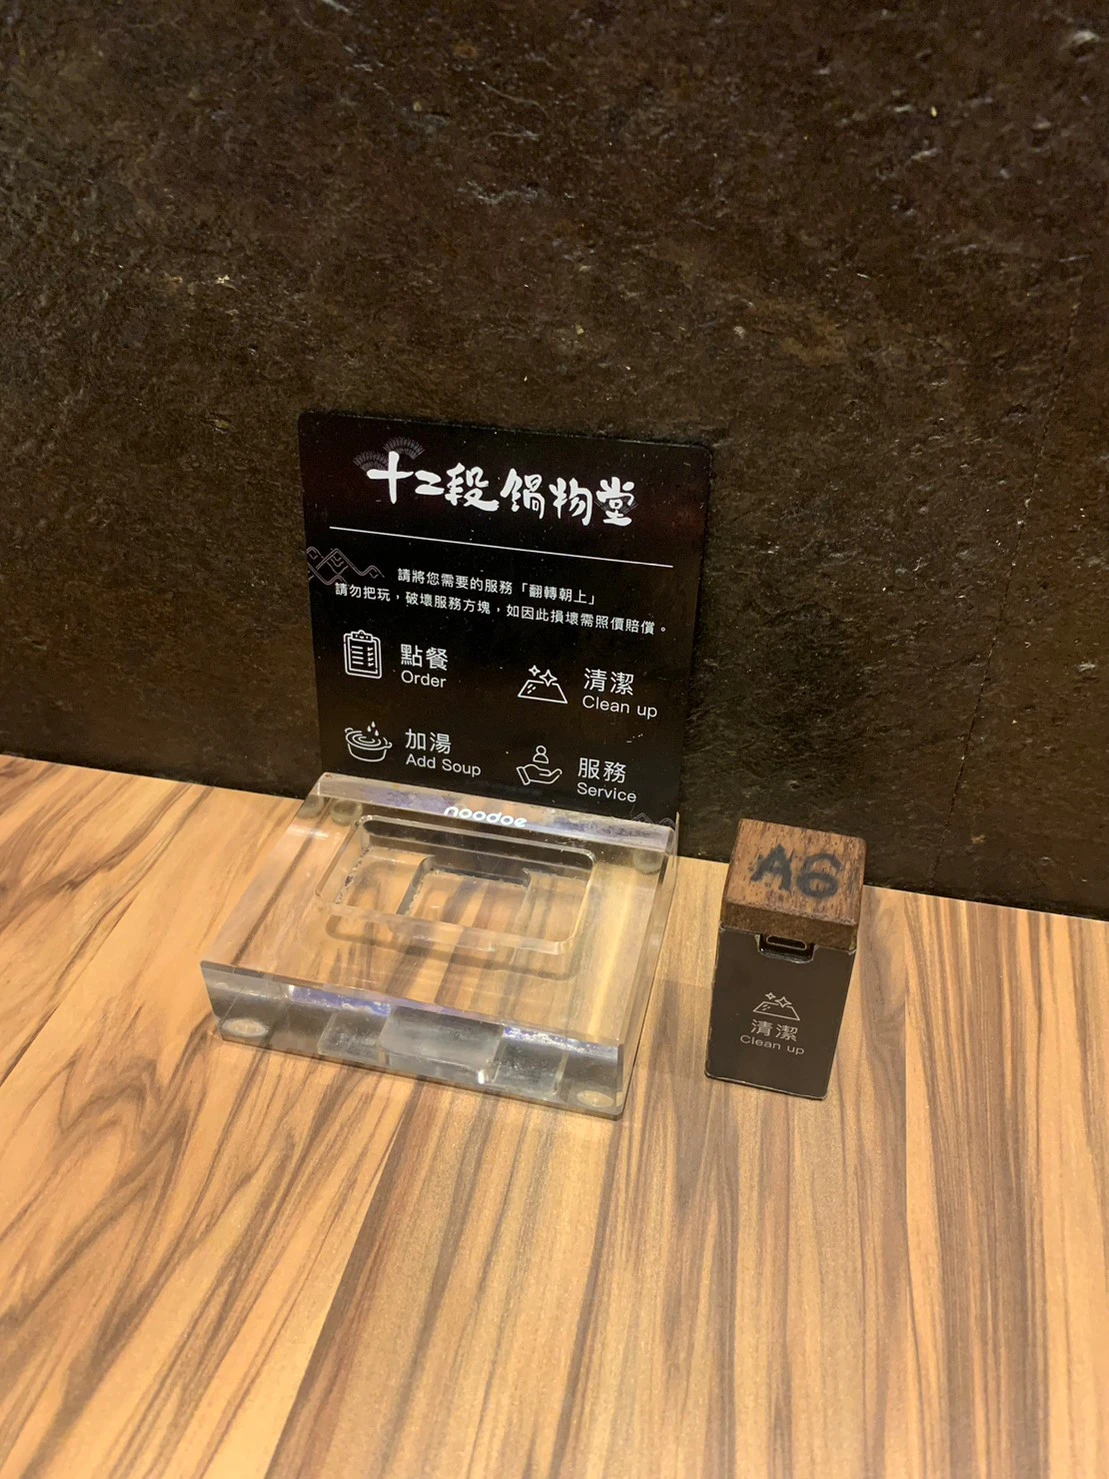 十二段鍋物堂
請將您需要的服務「翻轉朝上」
請勿把玩，破壞服務方塊，如因此損壞需照價賠償。
點餐
Order
清潔
Clean up
加湯
Add Soup
服務
Service
noodoe
A6
清潔
Clean up